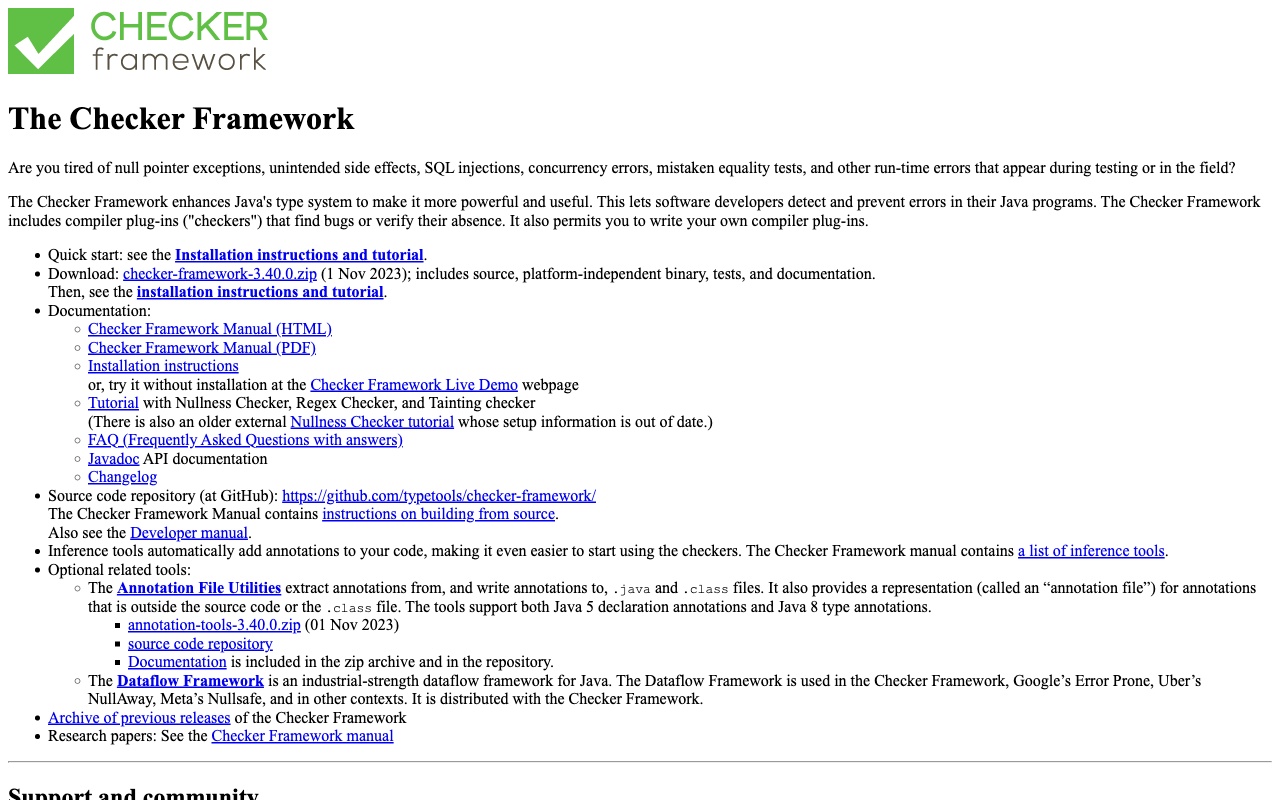 CHECKER
framework
The Checker Framework
Are you tired of null pointer exceptions, unintended side effects, SQL injections, concurrency errors, mistaken equality tests, and other run-time errors that appear during testing or in the field?
The Checker Framework enhances Java's type system to make it more powerful and useful. This lets software developers detect and prevent errors in their Java programs. The Checker Framework
includes compiler plug-ins ("checkers") that find bugs or verify their absence. It also permits you to write your own compiler plug-ins.
• Quick start: see the Installation instructions and tutorial.
• Download: checker-framework-3.40.0.zip (1 Nov 2023); includes source, platform-independent binary, tests, and documentation.
Then, see the installation instructions and tutorial.
• Documentation:
◦ Checker Framework Manual (HTML)
◦ Checker Framework Manual (PDF)
◦ Installation instructions
or, try it without installation at the Checker Framework Live Demo webpage
◦ Tutorial with Nullness Checker, Regex Checker, and Tainting checker
(There is also an older external Nullness Checker tutorial whose setup information is out of date.)
◦ FAQ (Frequently Asked Questions with answers)
◦ Javadoc API documentation
◦ Changelog
• Source code repository (at GitHub): https://github.com/typetools/checker-framework/
The Checker Framework Manual contains instructions on building from source.
Also see the Developer manual.
• Inference tools automatically add annotations to your code, making it even easier to start using the checkers. The Checker Framework manual contains a list of inference tools.
• Optional related tools:
◦ The Annotation File Utilities extract annotations from, and write annotations to, .java and .class files. It also provides a representation (called an “annotation file”) for annotations
that is outside the source code or the .class file. The tools support both Java 5 declaration annotations and Java 8 type annotations.
▪ annotation-tools-3.40.0.zip (01 Nov 2023)
▪ source code repository
▪ Documentation is included in the zip archive and in the repository.
◦ The Dataflow Framework is an industrial-strength dataflow framework for Java. The Dataflow Framework is used in the Checker Framework, Google’s Error Prone, Uber’s
NullAway, Meta’s Nullsafe, and in other contexts. It is distributed with the Checker Framework.
• Archive of previous releases of the Checker Framework
• Research papers: See the Checker Framework manual
Support and community